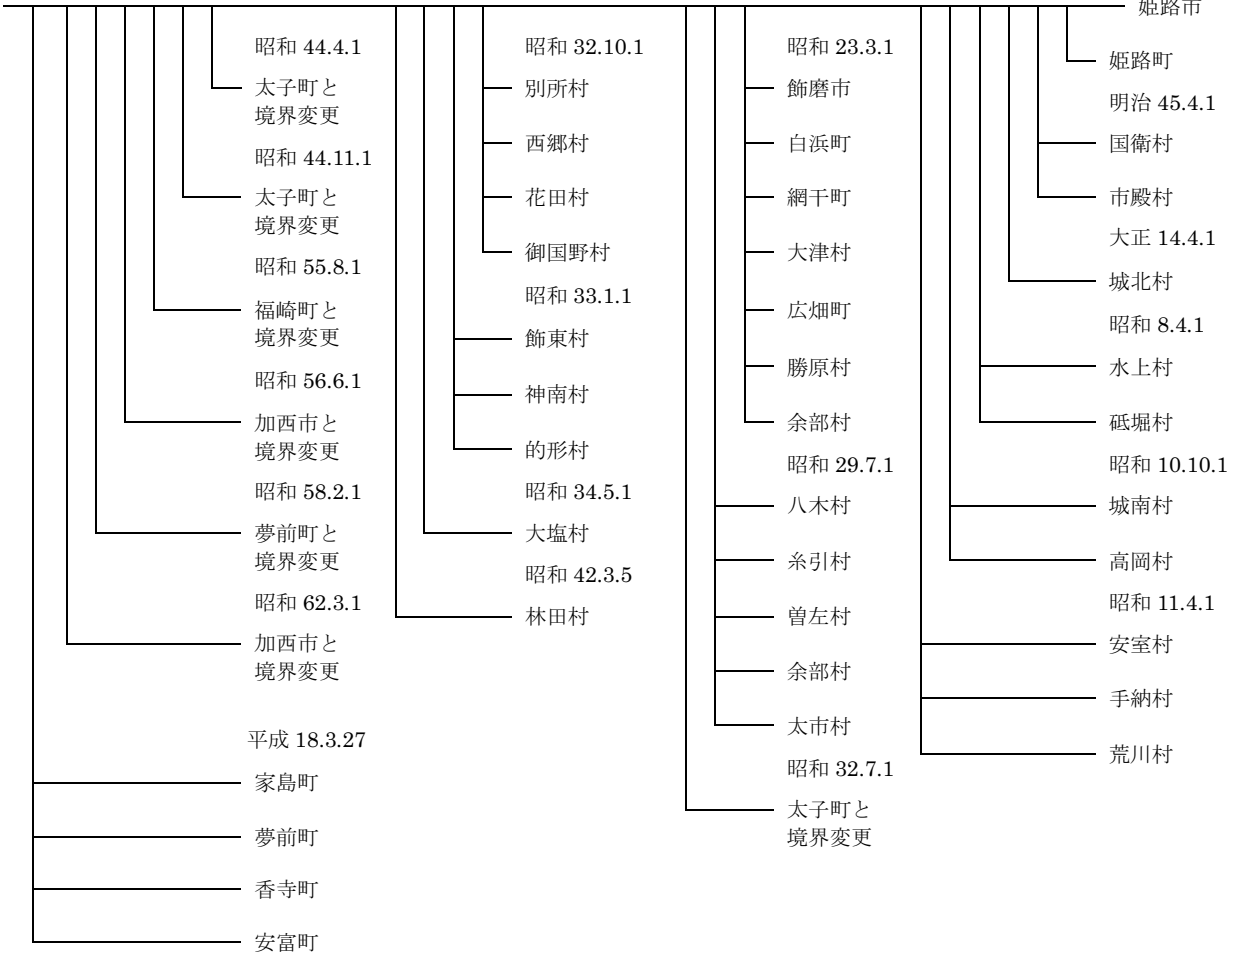 姫路市
姫路町
明治 45.4.1
国衛村
市殿村
大正 14.4.1
城北村
昭和 8.4.1
水上村
砥堀村
昭和 10.10.1
城南村
高岡村
昭和 11.4.1
安室村
手納村
荒川村
昭和 23.3.1
飾磨市
白浜町
網干町
大津村
広畑町
勝原村
余部村
昭和 29.7.1
八木村
糸引村
曽左村
余部村
太市村
昭和 32.7.1
太子町と
境界変更
昭和 32.10.1
別所村
西郷村
花田村
御国野村
昭和 33.1.1
飾東村
神南村
的形村
昭和 34.5.1
大塩村
昭和 42.3.5
林田村
昭和 44.4.1
太子町と
境界変更
昭和 44.11.1
太子町と
境界変更
昭和 55.8.1
福崎町と
境界変更
昭和 56.6.1
加西市と
境界変更
昭和 58.2.1
夢前町と
境界変更
昭和 62.3.1
加西市と
境界変更
平成 18.3.27
家島町
夢前町
香寺町
安富町